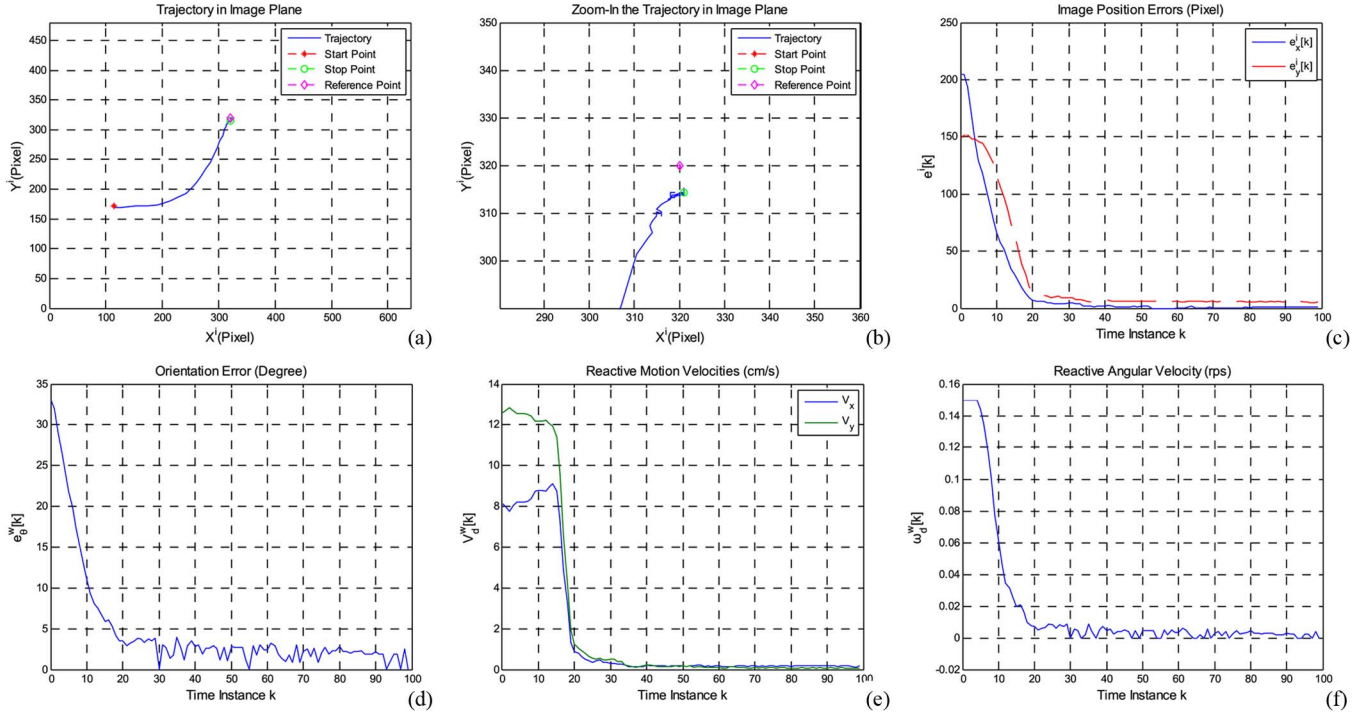 Trajectory in Image Plane
450
400
350
300
250
200
150
100
50
0
Y^i(Pixel)
Trajectory
Start Point
Stop Point
Reference Point
0 100 200 300 400 500 600
X^i(Pixel)
(a)
Zoom-In the Trajectory in Image Plane
350
340
330
320
310
300
Y^i(Pixel)
Trajectory
Start Point
Stop Point
Reference Point
290 300 310 320 330 340 350 360
X^i(Pixel)
(b)
Image Position Errors (Pixel)
250
200
150
100
50
0
e^i[k]
e_x^i[k]
e_y^i[k]
0 10 20 30 40 50 60 70 80 90 100
Time Instance k
(c)
Orientation Error (Degree)
35
30
25
20
15
10
5
0
e_θ^w[k]
0 10 20 30 40 50 60 70 80 90 100
Time Instance k
(d)
Reactive Motion Velocities (cm/s)
14
12
10
8
6
4
2
0
V_d^w[k]
V_x
V_y
0 10 20 30 40 50 60 70 80 90
Time Instance k
(e)
Reactive Angular Velocity (rps)
0.16
0.14
0.12
0.1
0.08
0.06
0.04
0.02
0
-0.02
ω_d^w[k]
0 10 20 30 40 50 60 70 80 90 100
Time Instance k
(f)